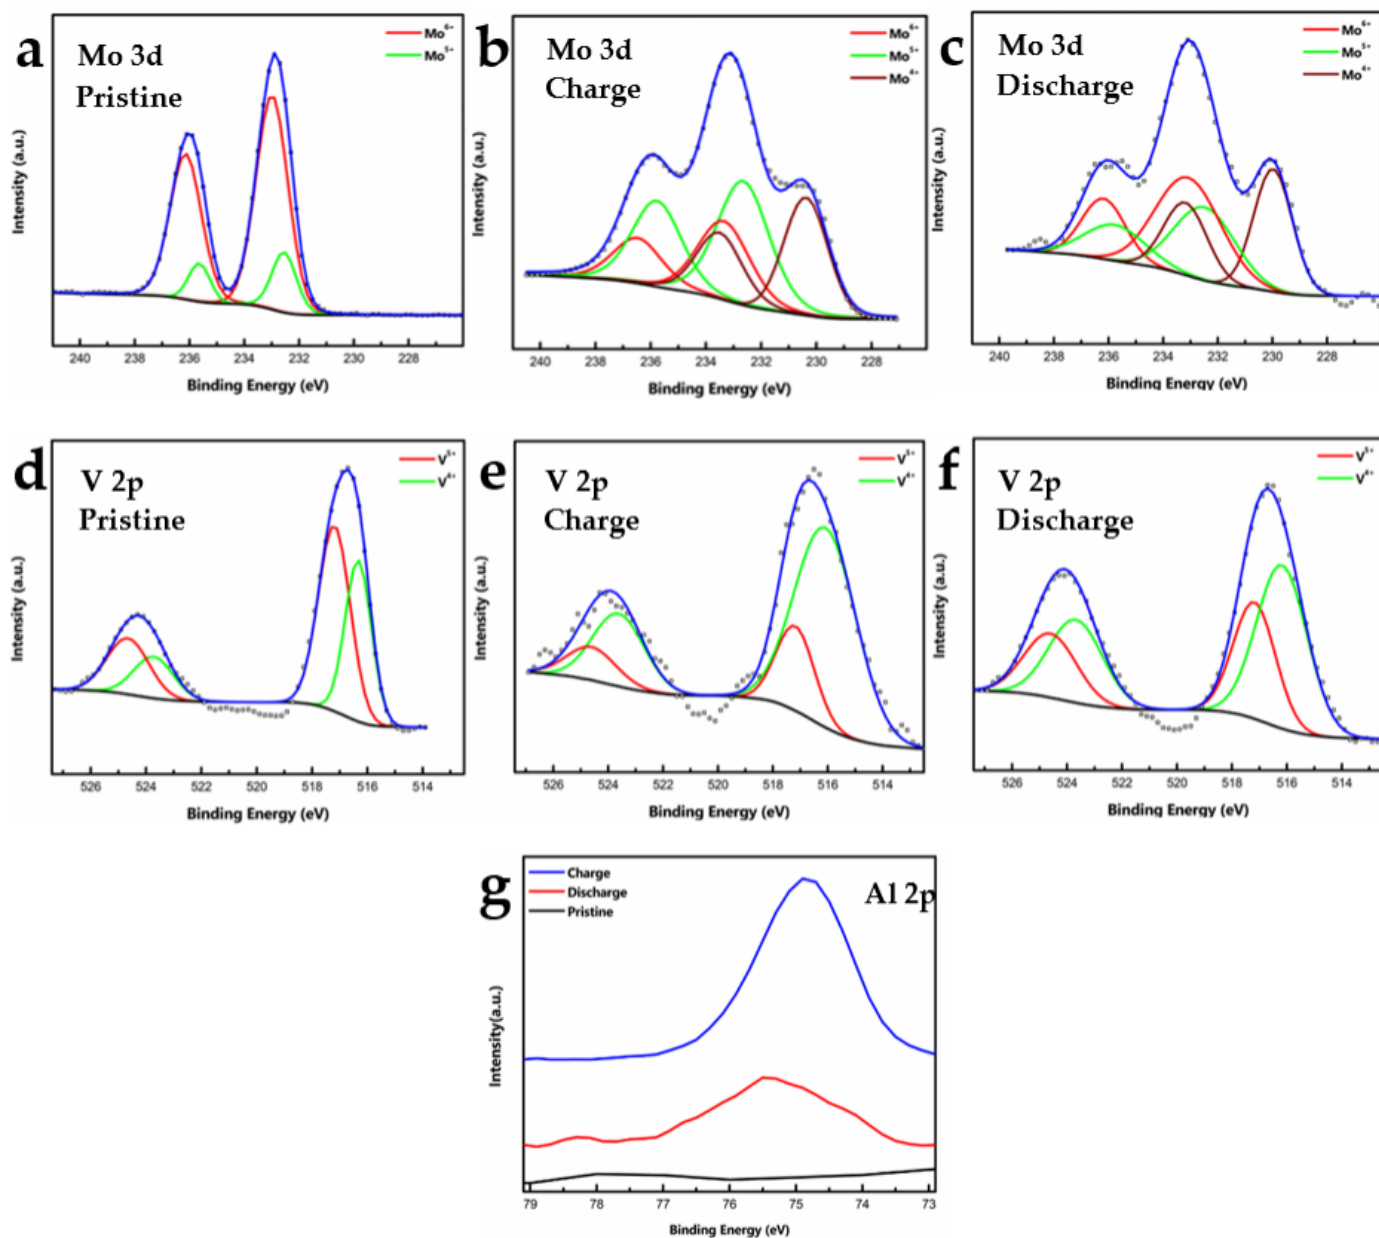 a
Mo 3d
Pristine
Mo6+
Mo5+
Intensity (a.u.)
240 238 236 234 232 230 228
Binding Energy (eV)
b
Mo 3d
Charge
Mo6+
Mo5+
Mo4+
Intensity (a.u.)
240 238 236 234 232 230 228
Binding Energy (eV)
c
Mo 3d
Discharge
Mo6+
Mo5+
Mo4+
Intensity (a.u.)
240 238 236 234 232 230 228
Binding Energy (eV)
d
V 2p
Pristine
V5+
V4+
Intensity (a.u.)
526 524 522 520 518 516 514
Binding Energy (eV)
e
V 2p
Charge
V5+
V4+
Intensity (a.u.)
526 524 522 520 518 516 514
Binding Energy (eV)
f
V 2p
Discharge
V5+
V4+
Intensity (a.u.)
526 524 522 520 518 516 514
Binding Energy (eV)
g
Charge
Discharge
Pristine
Al 2p
Intensity(a.u.)
79 78 77 76 75 74 73
Binding Energy (eV)